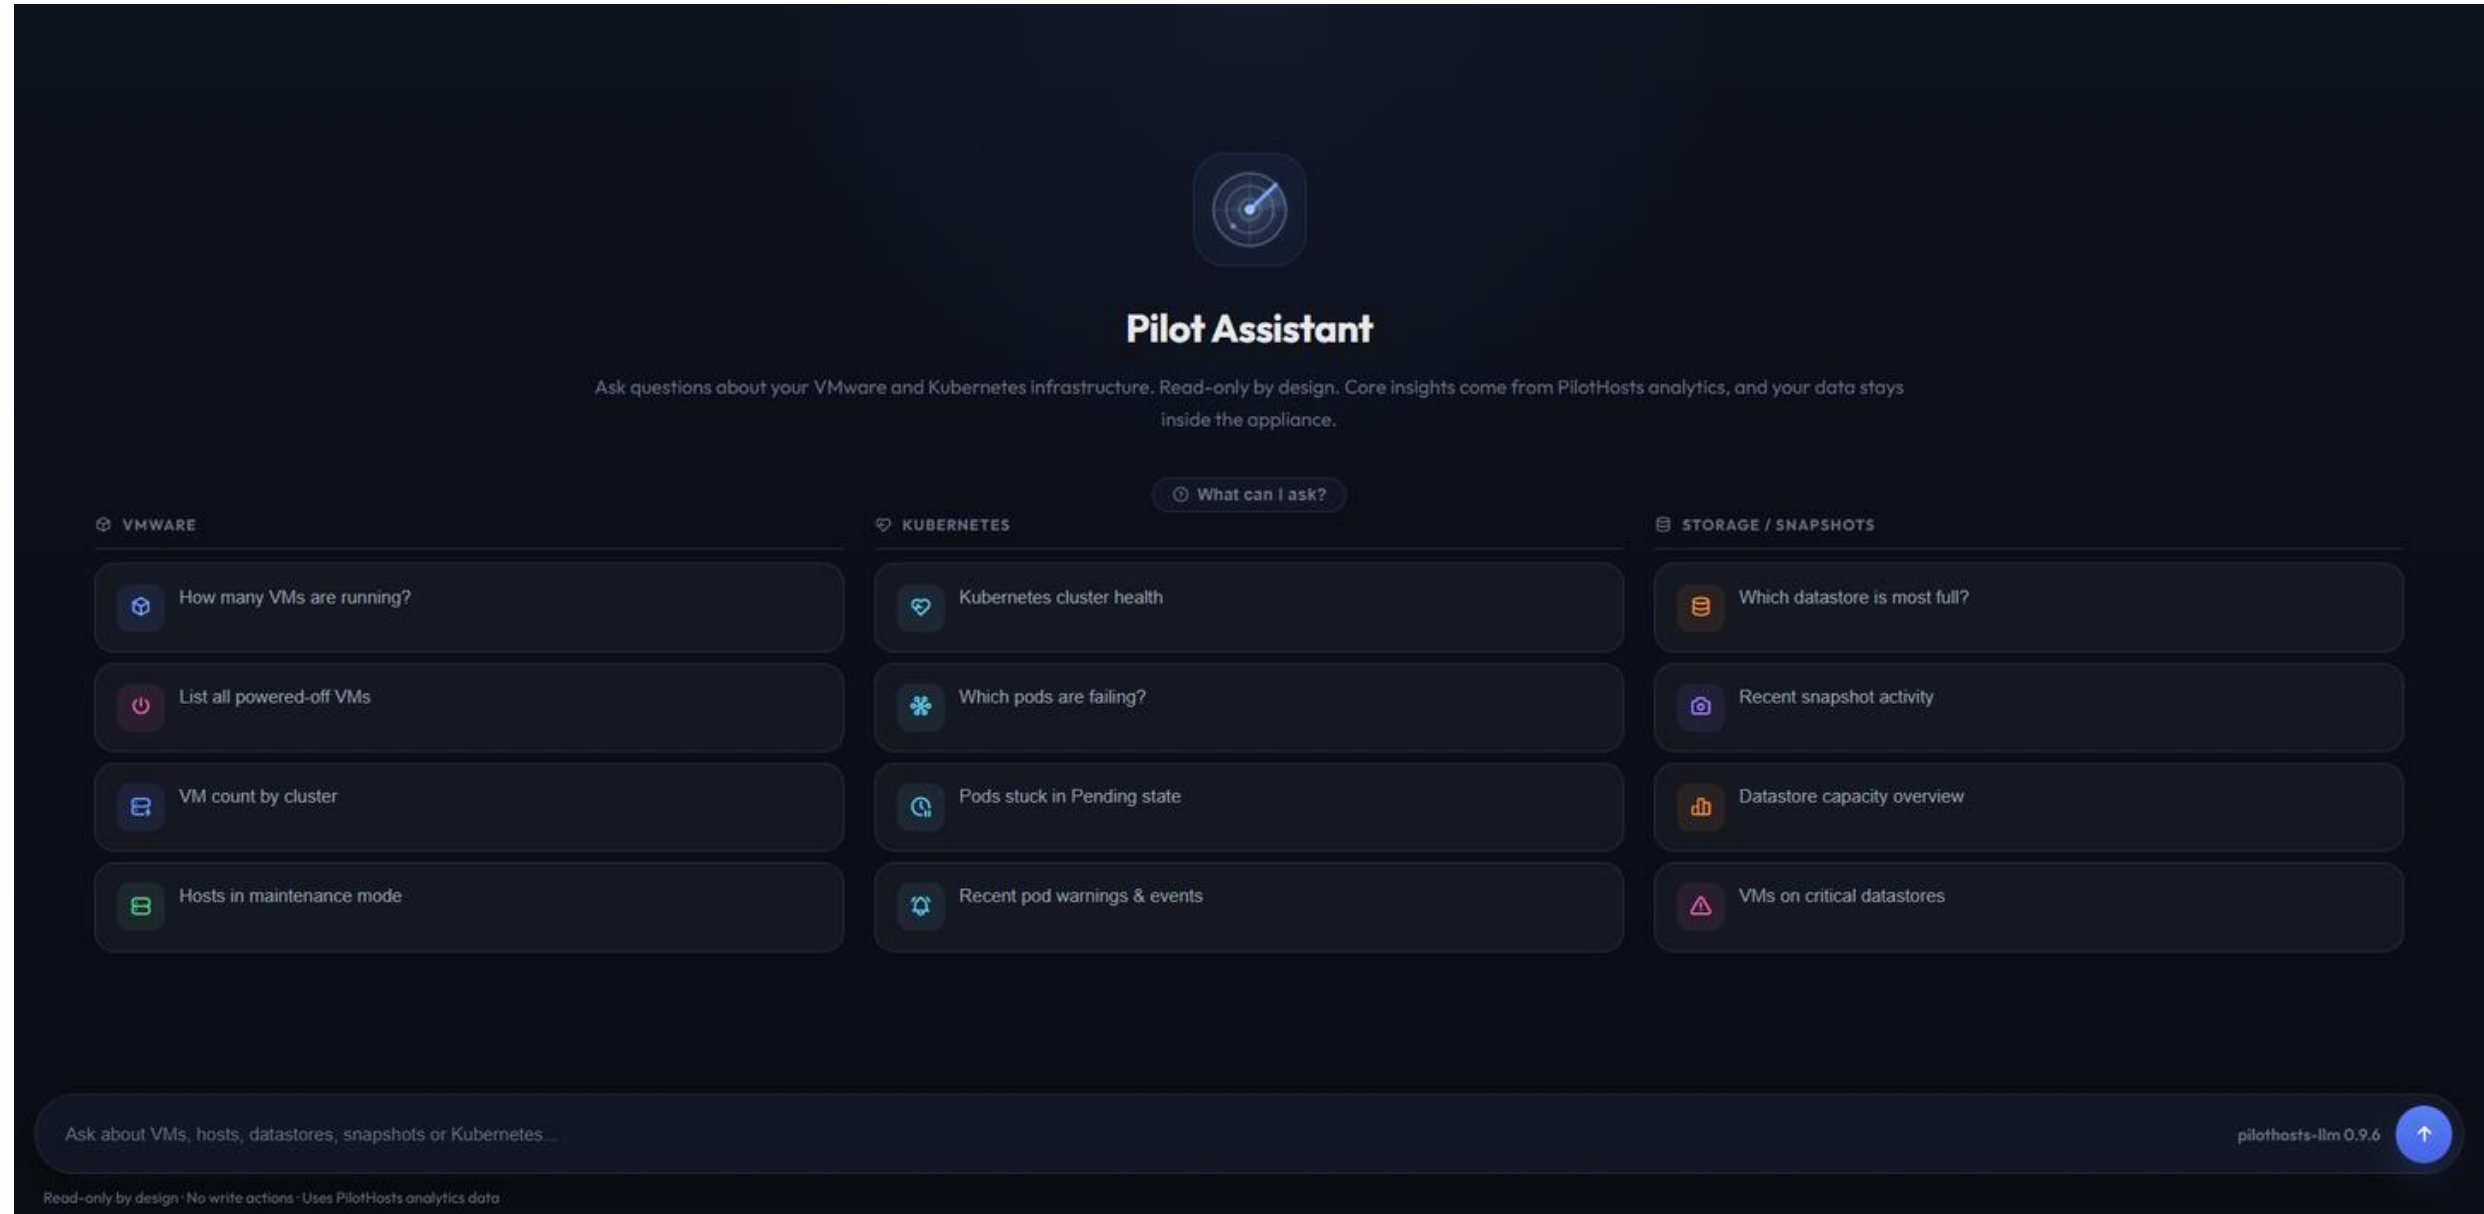 Pilot Assistant
Ask questions about your VMware and Kubernetes infrastructure. Read-only by design. Core insights come from PilotHosts analytics, and your data stays
inside the appliance.
What can I ask?
VMWARE
How many VMs are running?
List all powered-off VMs
VM count by cluster
Hosts in maintenance mode
KUBERNETES
Kubernetes cluster health
Which pods are failing?
Pods stuck in Pending state
Recent pod warnings & events
STORAGE / SNAPSHOTS
Which datastore is most full?
Recent snapshot activity
Datastore capacity overview
VMs on critical datastores
Ask about VMs, hosts, datastores, snapshots or Kubernetes...
pilothosts-llm 0.9.6
Read-only by design · No write actions · Uses PilotHosts analytics data